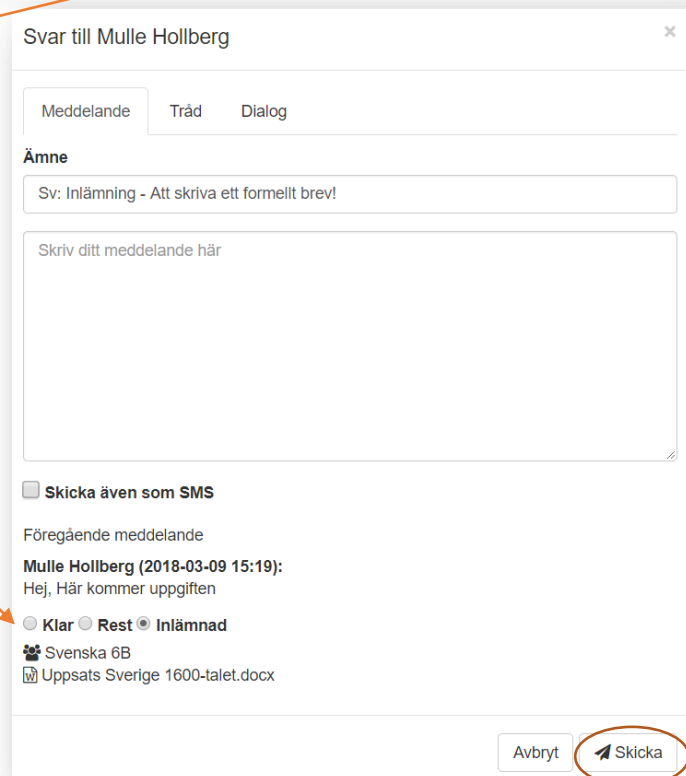 Svar till Mulle Hollberg
×
Meddelande Tråd Dialog
Ämne
Sv: Inlämning - Att skriva ett formellt brev!
Skriv ditt meddelande här
Skicka även som SMS
Föregående meddelande
Mulle Hollberg (2018-03-09 15:19):
Hej, Här kommer uppgiften
Klar Rest Inlämnad
Svenska 6B
Uppsats Sverige 1600-talet.docx
Avbryt Skicka